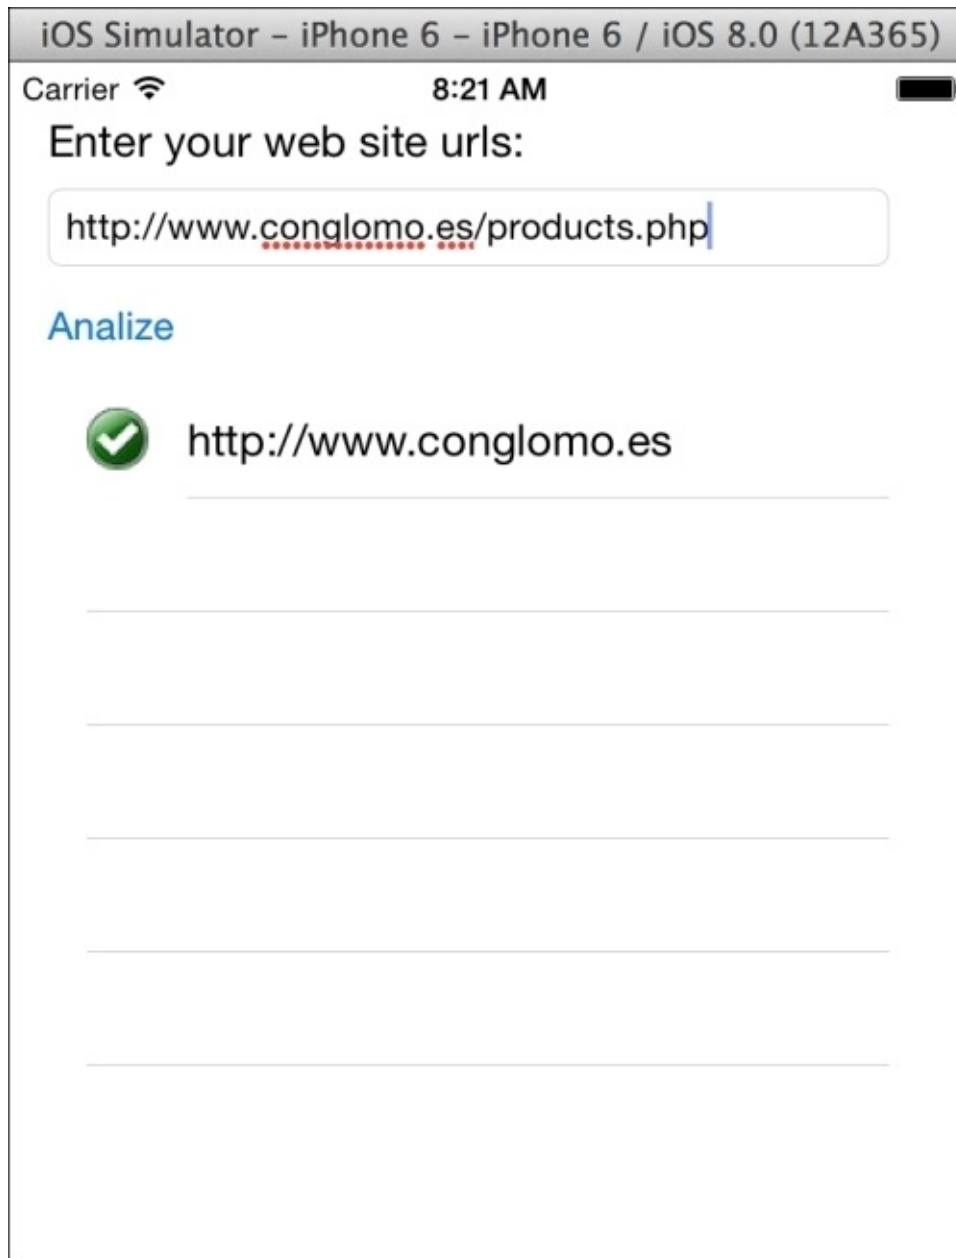 iOS Simulator – iPhone 6 – iPhone 6 / iOS 8.0 (12A365)
Carrier 8:21 AM
Enter your web site urls:
http://www.conglomo.es/products.php
Analize
http://www.conglomo.es